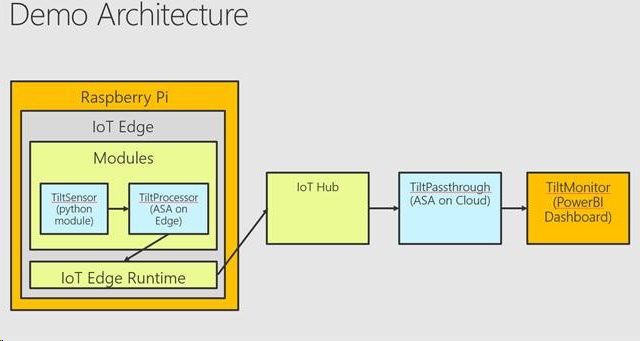 Demo Architecture
Raspberry Pi
IoT Edge
Modules
TiltSensor
(python
module)
TiltProcessor
(ASA on
Edge)
IoT Edge Runtime
IoT Hub
TiltPassthrough
(ASA on Cloud)
TiltMonitor
(PowerBI
Dashboard)